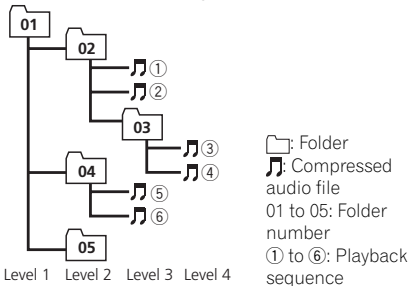 01
02
①
②
03
③
④
04
⑤
⑥
05
Level 1 Level 2 Level 3 Level 4
: Folder
: Compressed
audio file
01 to 05: Folder
number
① to ⑥: Playback
sequence